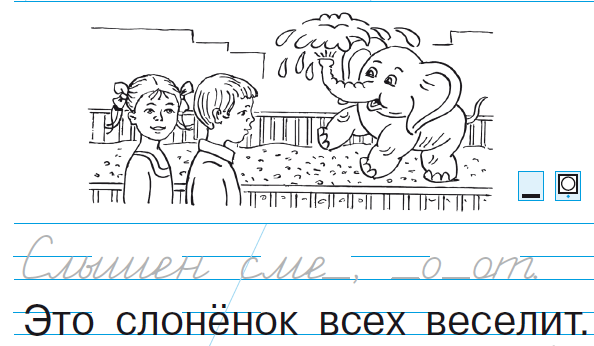 Слышен сме_, _о_от.
Это слонёнок всех веселит.